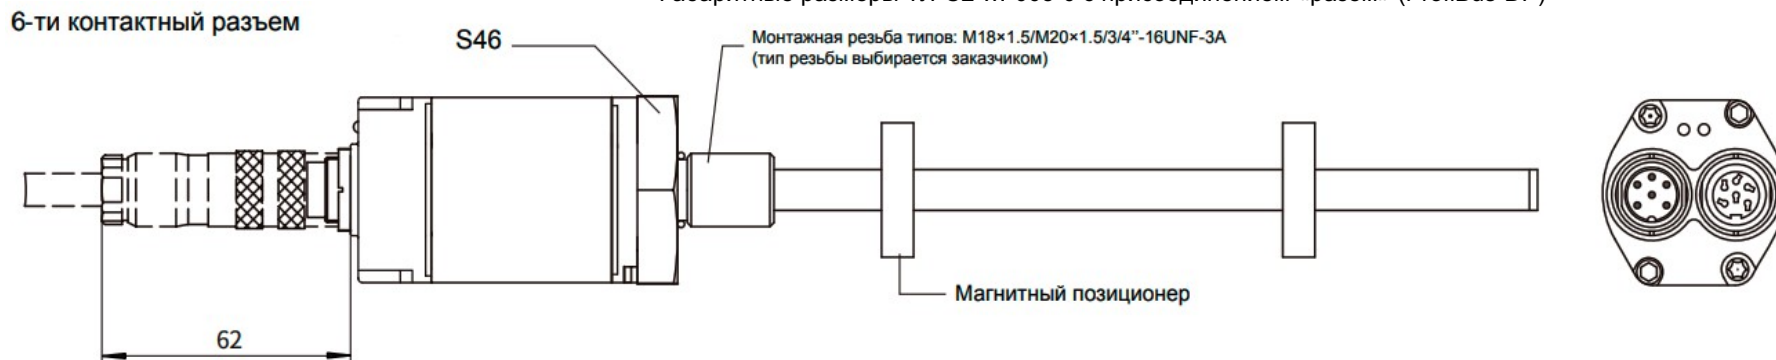 6-ти контактный разъем
S46
Монтажная резьба типов: M18×1.5/M20×1.5/3/4’’-16UNF-3A
(тип резьбы выбирается заказчиком)
Магнитный позиционер
62